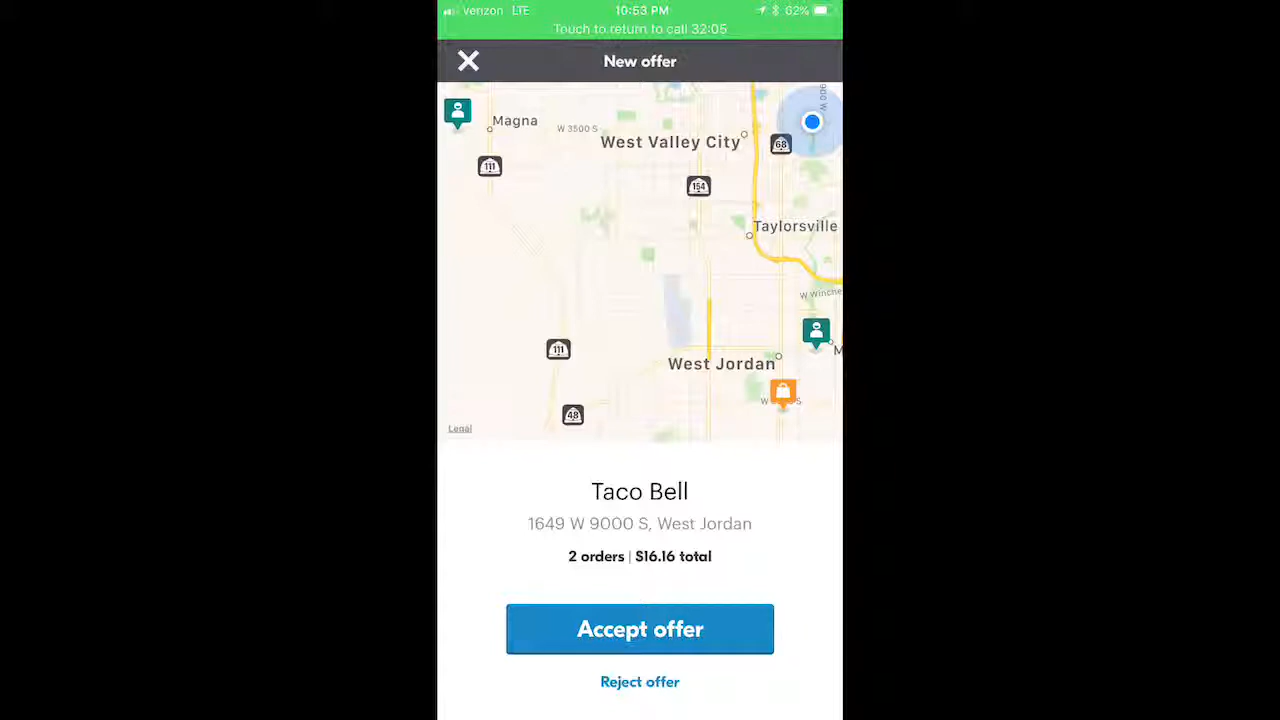 Verizon LTE 10:53 PM 62%
Touch to return to call 32:05
New offer
Magna
W 3500 S
West Valley City
68
111
154
Taylorsville
W Winche
111
West Jordan
M
48
Legal
Taco Bell
1649 W 9000 S, West Jordan
2 orders | $16.16 total
Accept offer
Reject offer